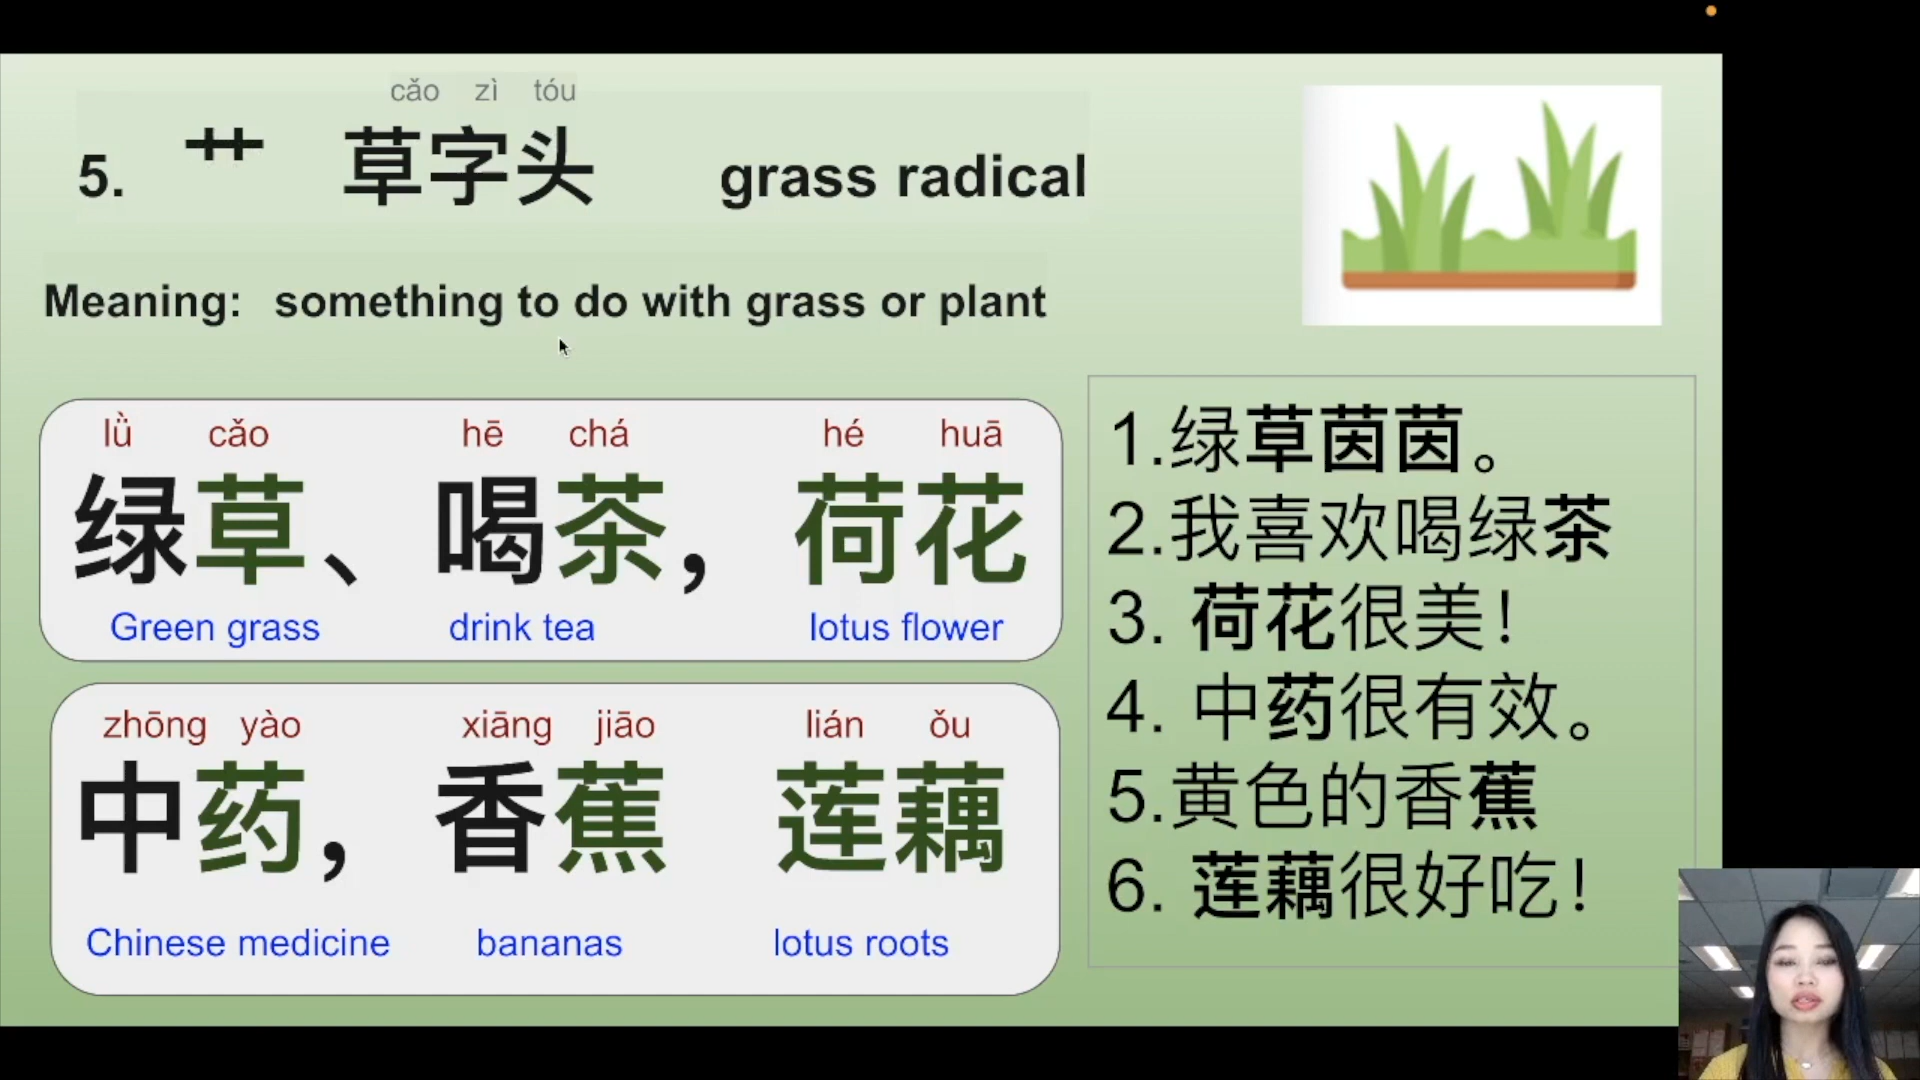 cǎo zì tóu
5. 艹 草字头 grass radical
Meaning: something to do with grass or plant
lǜ cǎo hē chá hé huā
绿草、喝茶，荷花
Green grass drink tea lotus flower
zhōng yào xiāng jiāo lián ǒu
中药，香蕉 莲藕
Chinese medicine bananas lotus roots
1.绿草茵茵。
2.我喜欢喝绿茶
3. 荷花很美！
4. 中药很有效。
5.黄色的香蕉
6. 莲藕很好吃！